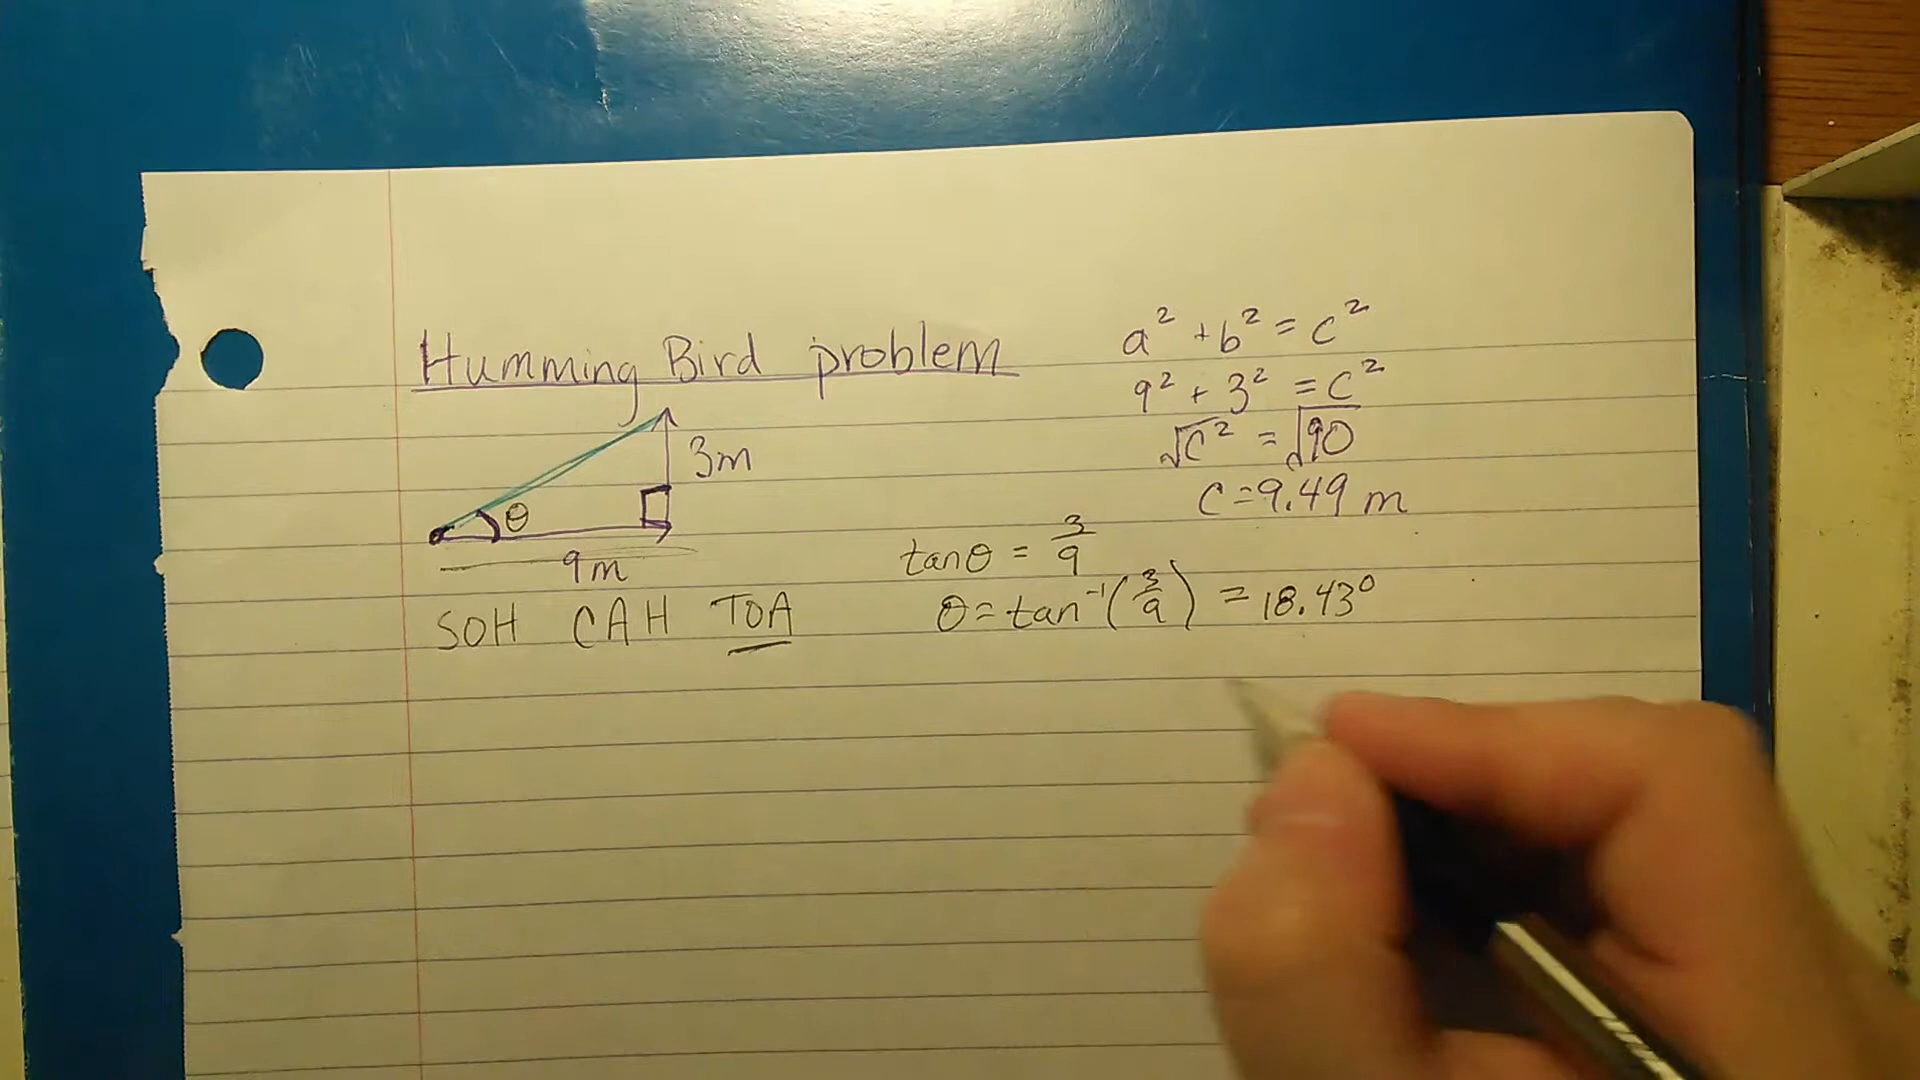 Humming Bird problem
3m
θ
9m
SOH CAH TOA
a² + b² = c²
9² + 3² = c²
√c² = √90
c = 9.49 m
tanθ = 3/9
θ = tan⁻¹(3/9) = 18.43°